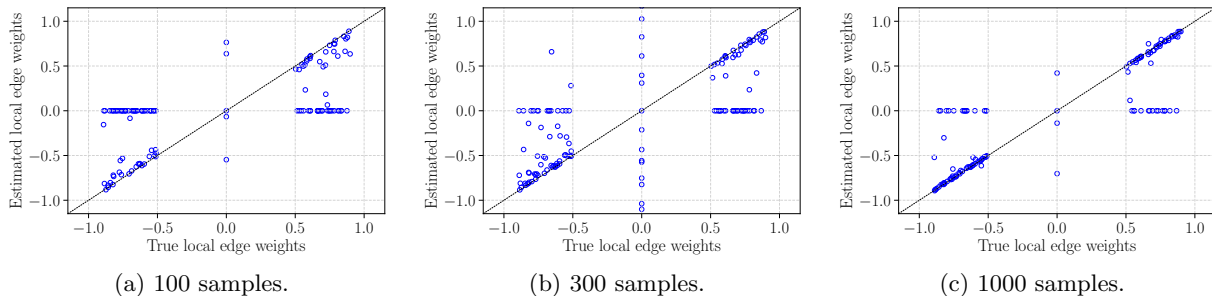 1.0
0.5
0.0
−0.5
−1.0
Estimated local edge weights
−1.0 −0.5 0.0 0.5 1.0
True local edge weights
(a) 100 samples.
1.0
0.5
0.0
−0.5
−1.0
Estimated local edge weights
−1.0 −0.5 0.0 0.5 1.0
True local edge weights
(b) 300 samples.
1.0
0.5
0.0
−0.5
−1.0
Estimated local edge weights
−1.0 −0.5 0.0 0.5 1.0
True local edge weights
(c) 1000 samples.